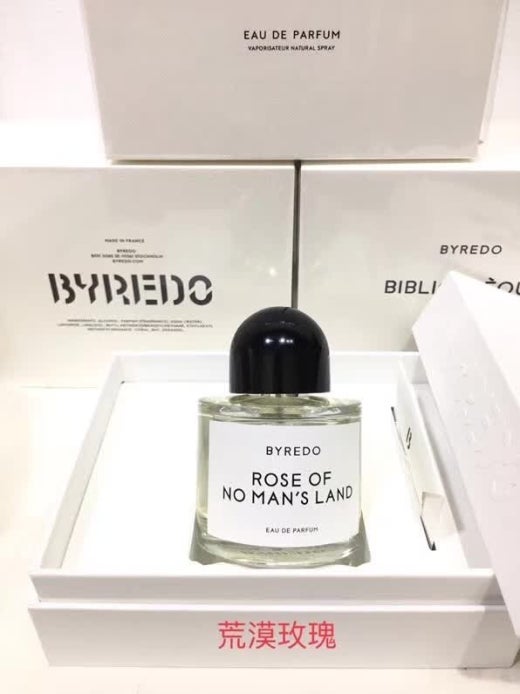 EAU DE PARFUM
VAPORISATEUR NATURAL SPRAY
MADE IN FRANCE
BYREDO
BYREDO.COM
BYREDO
BYREDO
BYREDO
ROSE OF
NO MAN'S LAND
EAU DE PARFUM
荒漠玫瑰